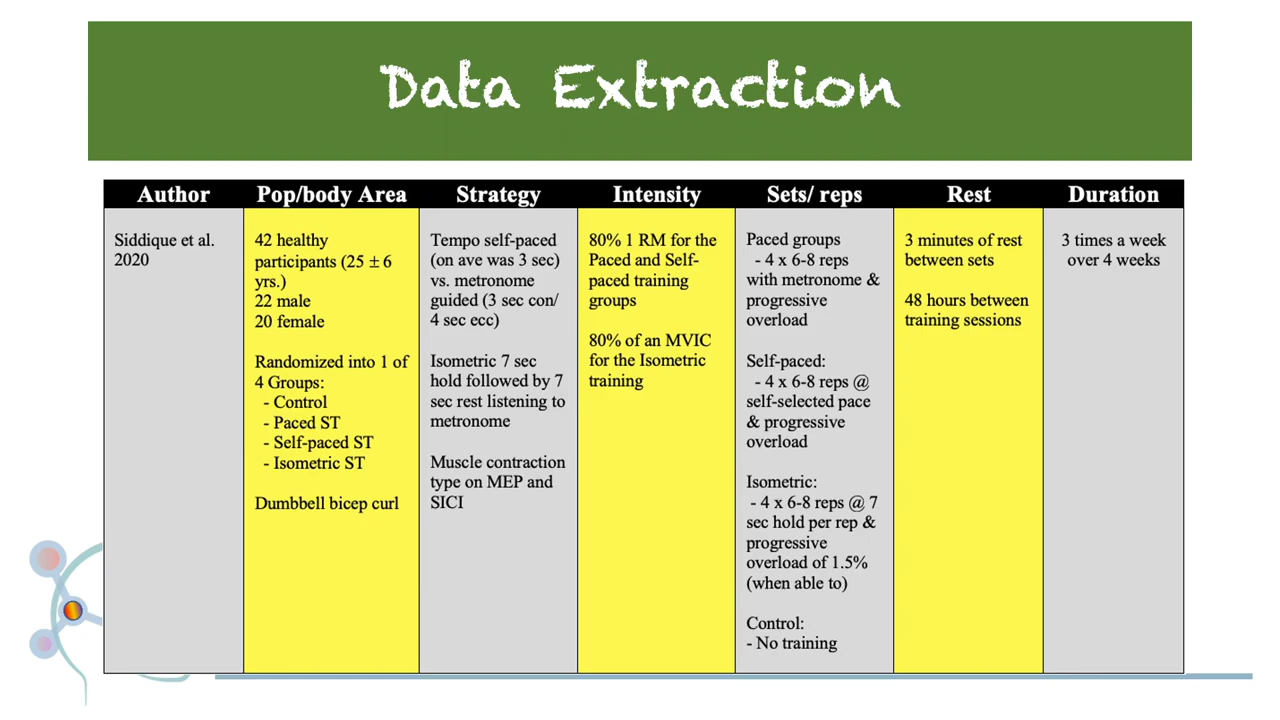 Data Extraction
Author
Pop/body Area
Strategy
Intensity
Sets/ reps
Rest
Duration
Siddique et al.
2020
42 healthy
participants (25 ± 6
yrs.)
22 male
20 female
Randomized into 1 of
4 Groups:
- Control
- Paced ST
- Self-paced ST
- Isometric ST
Dumbbell bicep curl
Tempo self-paced
(on ave was 3 sec)
vs. metronome
guided (3 sec con/
4 sec ecc)
Isometric 7 sec
hold followed by 7
sec rest listening to
metronome
Muscle contraction
type on MEP and
SICI
80% 1 RM for the
Paced and Self-
paced training
groups
80% of an MVIC
for the Isometric
training
Paced groups
- 4 x 6-8 reps
with metronome &
progressive
overload
Self-paced:
- 4 x 6-8 reps @
self-selected pace
& progressive
overload
Isometric:
- 4 x 6-8 reps @ 7
sec hold per rep &
progressive
overload of 1.5%
(when able to)
Control:
- No training
3 minutes of rest
between sets
48 hours between
training sessions
3 times a week
over 4 weeks